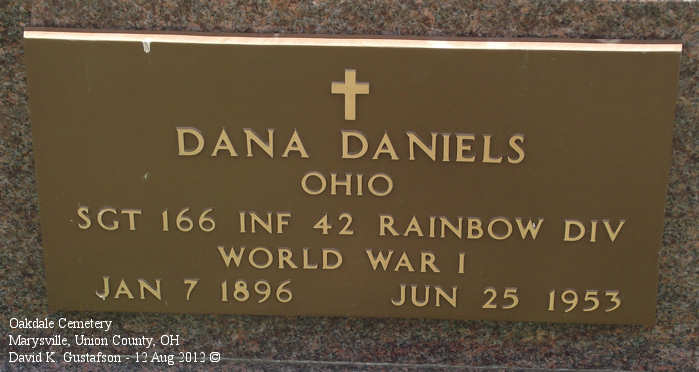 DANA DANIELS
OHIO
SGT 166 INF 42 RAINBOW DIV
WORLD WAR I
JAN 7 1896 JUN 25 1953
Oakdale Cemetery
Marysville, Union County, OH
David K. Gustafson - 12 Aug 2012 ©